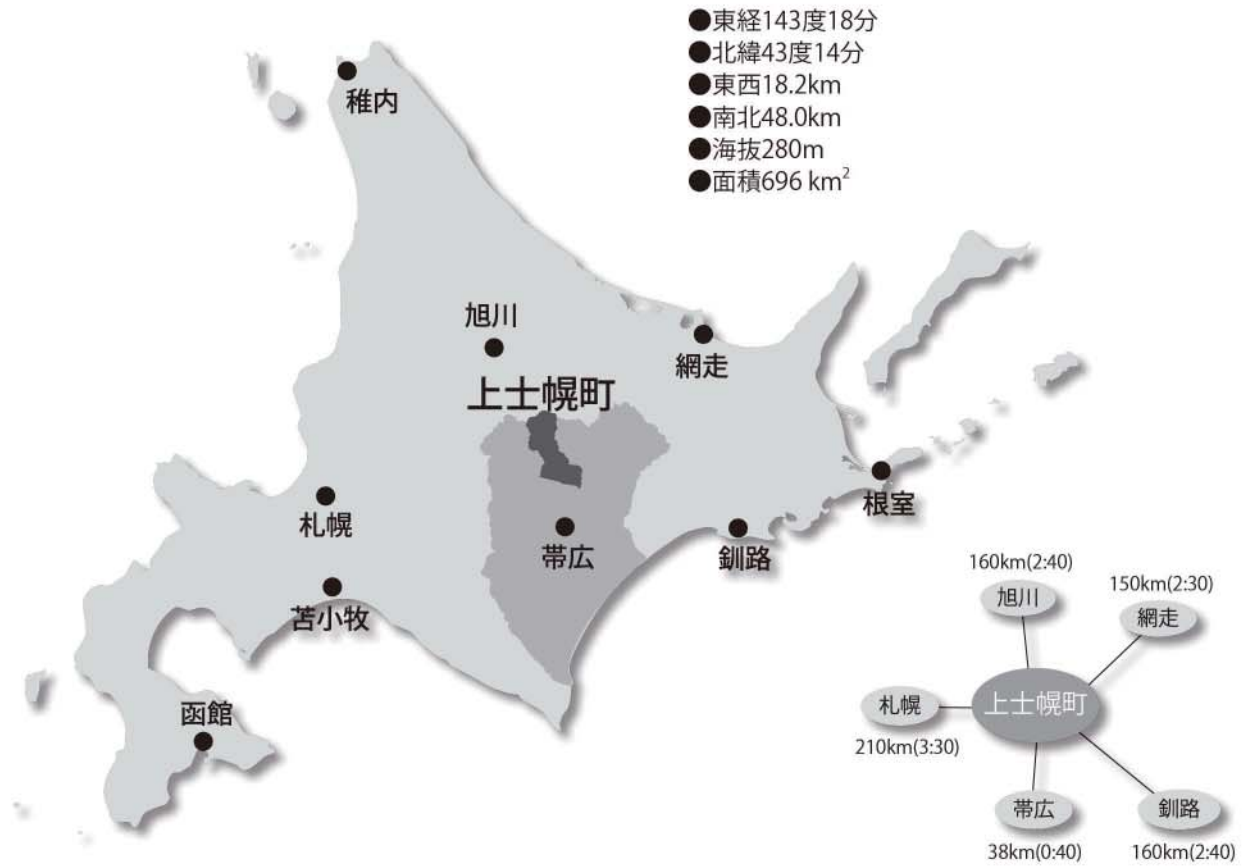 ●東経143度18分
●北緯43度14分
●東西18.2km
●南北48.0km
●海抜280m
●面積696 km²
稚内
旭川
網走
上士幌町
札幌
根室
帯広
釧路
苫小牧
函館
160km(2:40)
旭川
150km(2:30)
網走
札幌
上士幌町
210km(3:30)
帯広
釧路
38km(0:40)
160km(2:40)